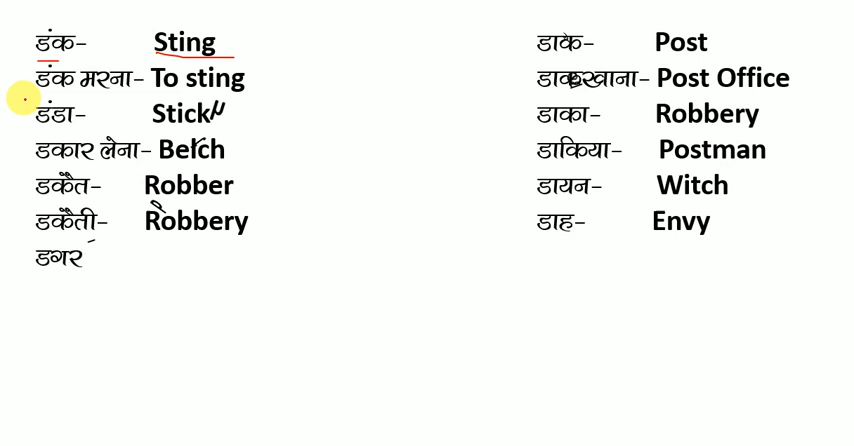 डंक- Sting
डंक मरना- To sting
डंडा- Stick
डकार लेना- Belch
डकैत- Robber
डकैती- Robbery
डगर
डाक- Post
डाकखाना- Post Office
डाका- Robbery
डाकिया- Postman
डायन- Witch
डाह- Envy